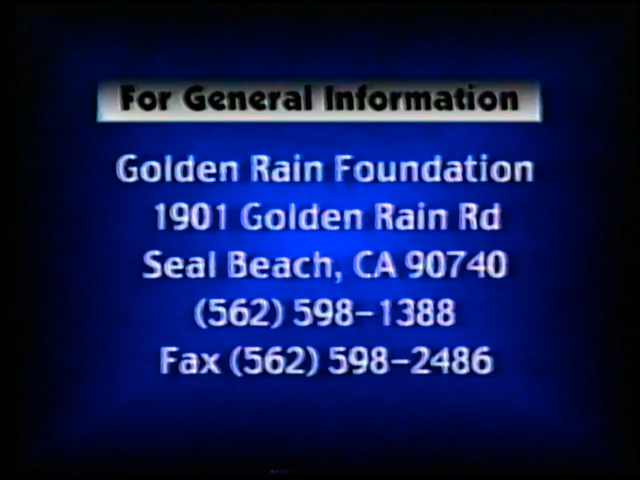 For General Information
Golden Rain Foundation
1901 Golden Rain Rd
Seal Beach, CA 90740
(562) 598-1388
Fax (562) 598-2486